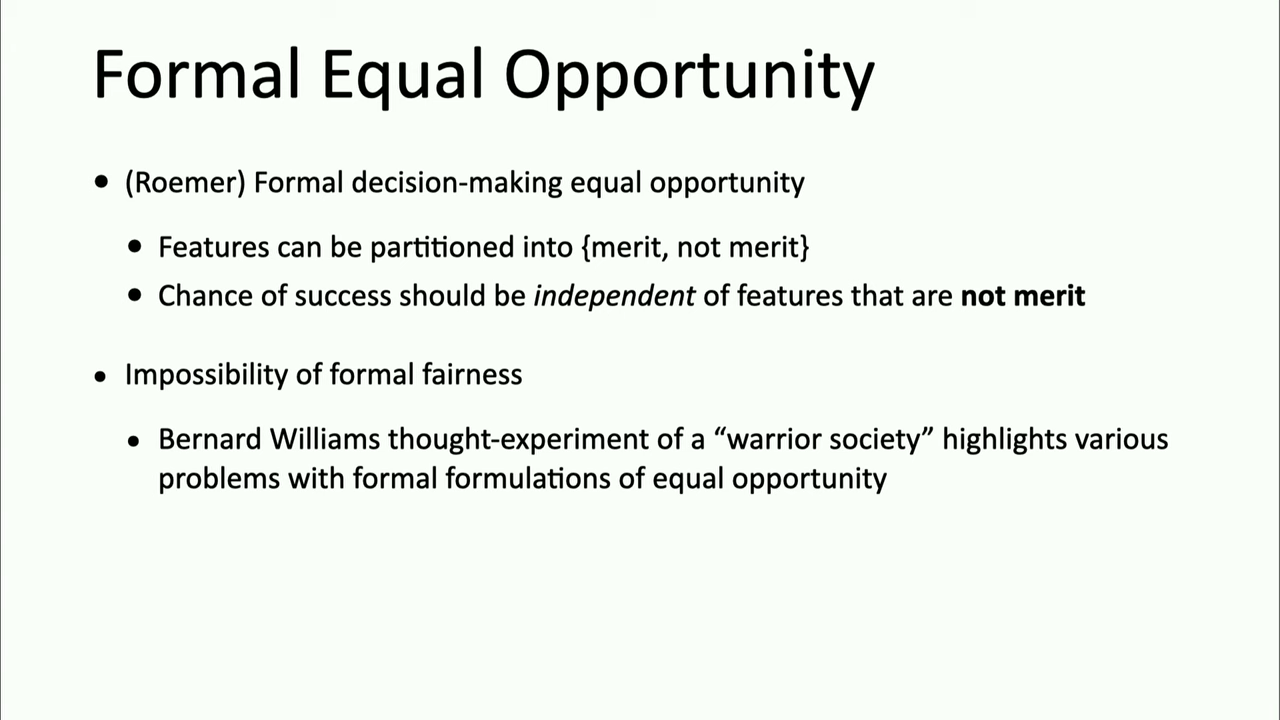 Formal Equal Opportunity
• (Roemer) Formal decision-making equal opportunity
• Features can be partitioned into {merit, not merit}
• Chance of success should be independent of features that are not merit
• Impossibility of formal fairness
• Bernard Williams thought-experiment of a “warrior society” highlights various
problems with formal formulations of equal opportunity